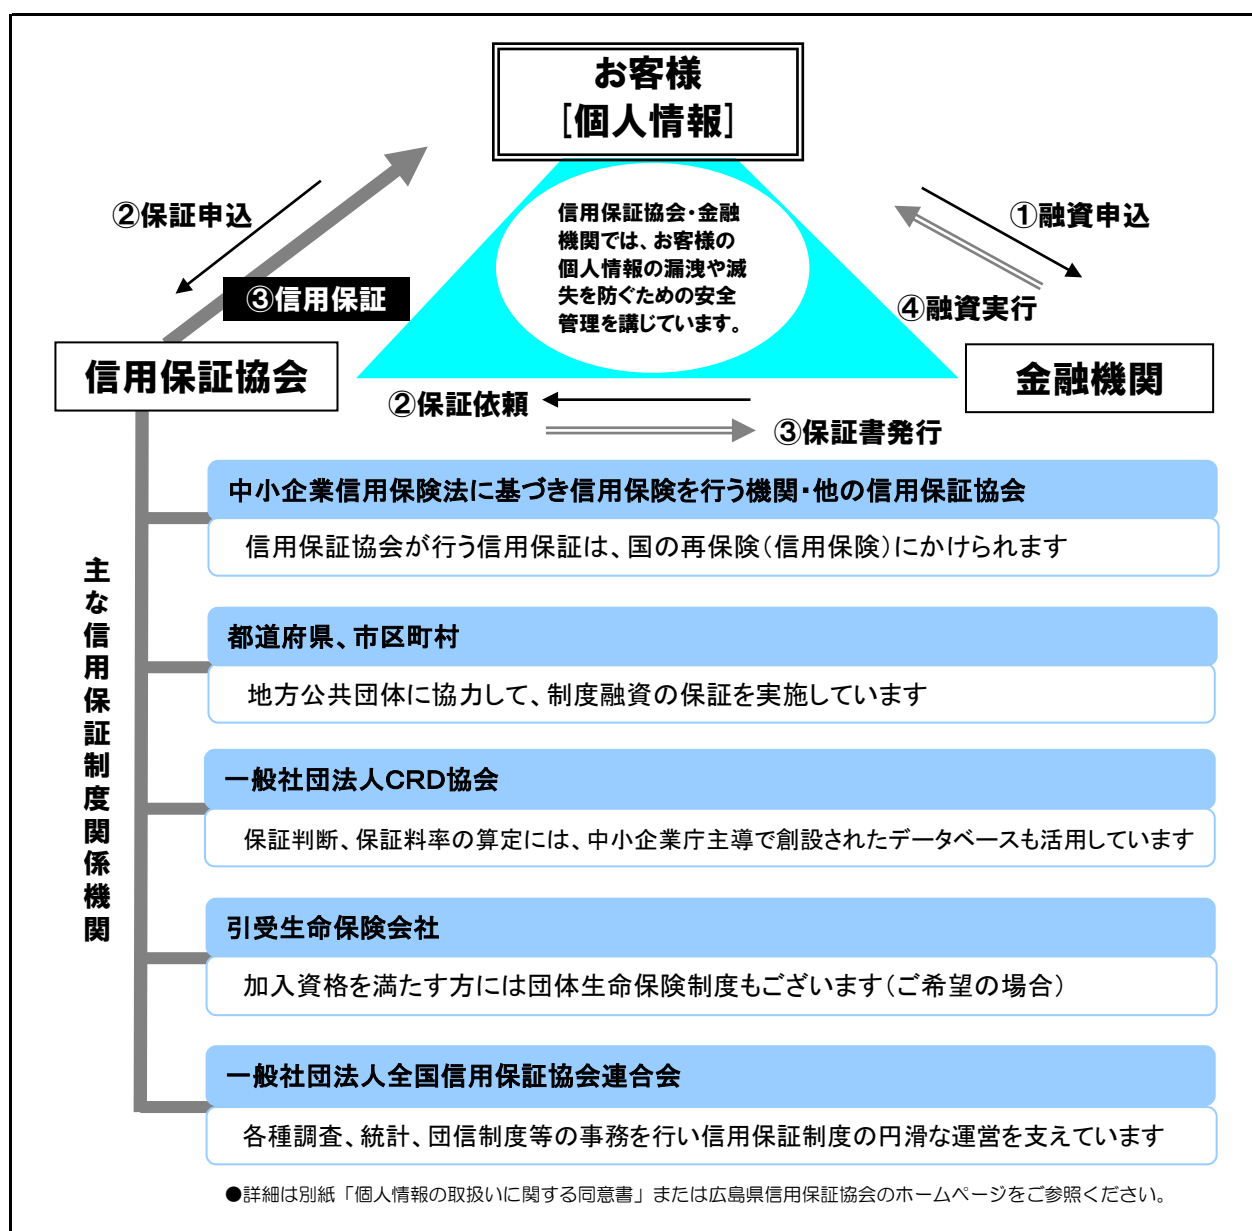 お客様
[個人情報]
信用保証協会・金融
機関では、お客様の
個人情報の漏洩や滅
失を防ぐための安全
管理を講じています。
②保証申込
①融資申込
③信用保証
④融資実行
信用保証協会
金融機関
②保証依頼
③保証書発行
主な信用保証制度関係機関
中小企業信用保険法に基づき信用保険を行う機関・他の信用保証協会
信用保証協会が行う信用保証は、国の再保険(信用保険)にかけられます
都道府県、市区町村
地方公共団体に協力して、制度融資の保証を実施しています
一般社団法人CRD協会
保証判断、保証料率の算定には、中小企業庁主導で創設されたデータベースも活用しています
引受生命保険会社
加入資格を満たす方には団体生命保険制度もございます(ご希望の場合)
一般社団法人全国信用保証協会連合会
各種調査、統計、団信制度等の事務を行い信用保証制度の円滑な運営を支えています
●詳細は別紙「個人情報の取扱いに関する同意書」または広島県信用保証協会のホームページをご参照ください。